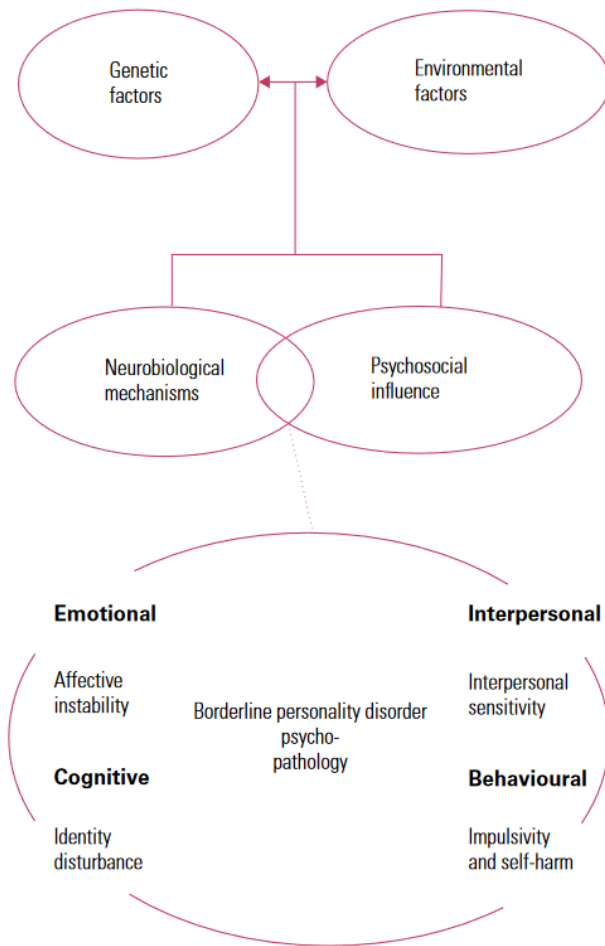 Genetic
factors
Environmental
factors
Neurobiological
mechanisms
Psychosocial
influence
Emotional
Interpersonal
Affective
instability
Interpersonal
sensitivity
Borderline personality disorder
psycho-
pathology
Cognitive
Behavioural
Identity
disturbance
Impulsivity
and self-harm